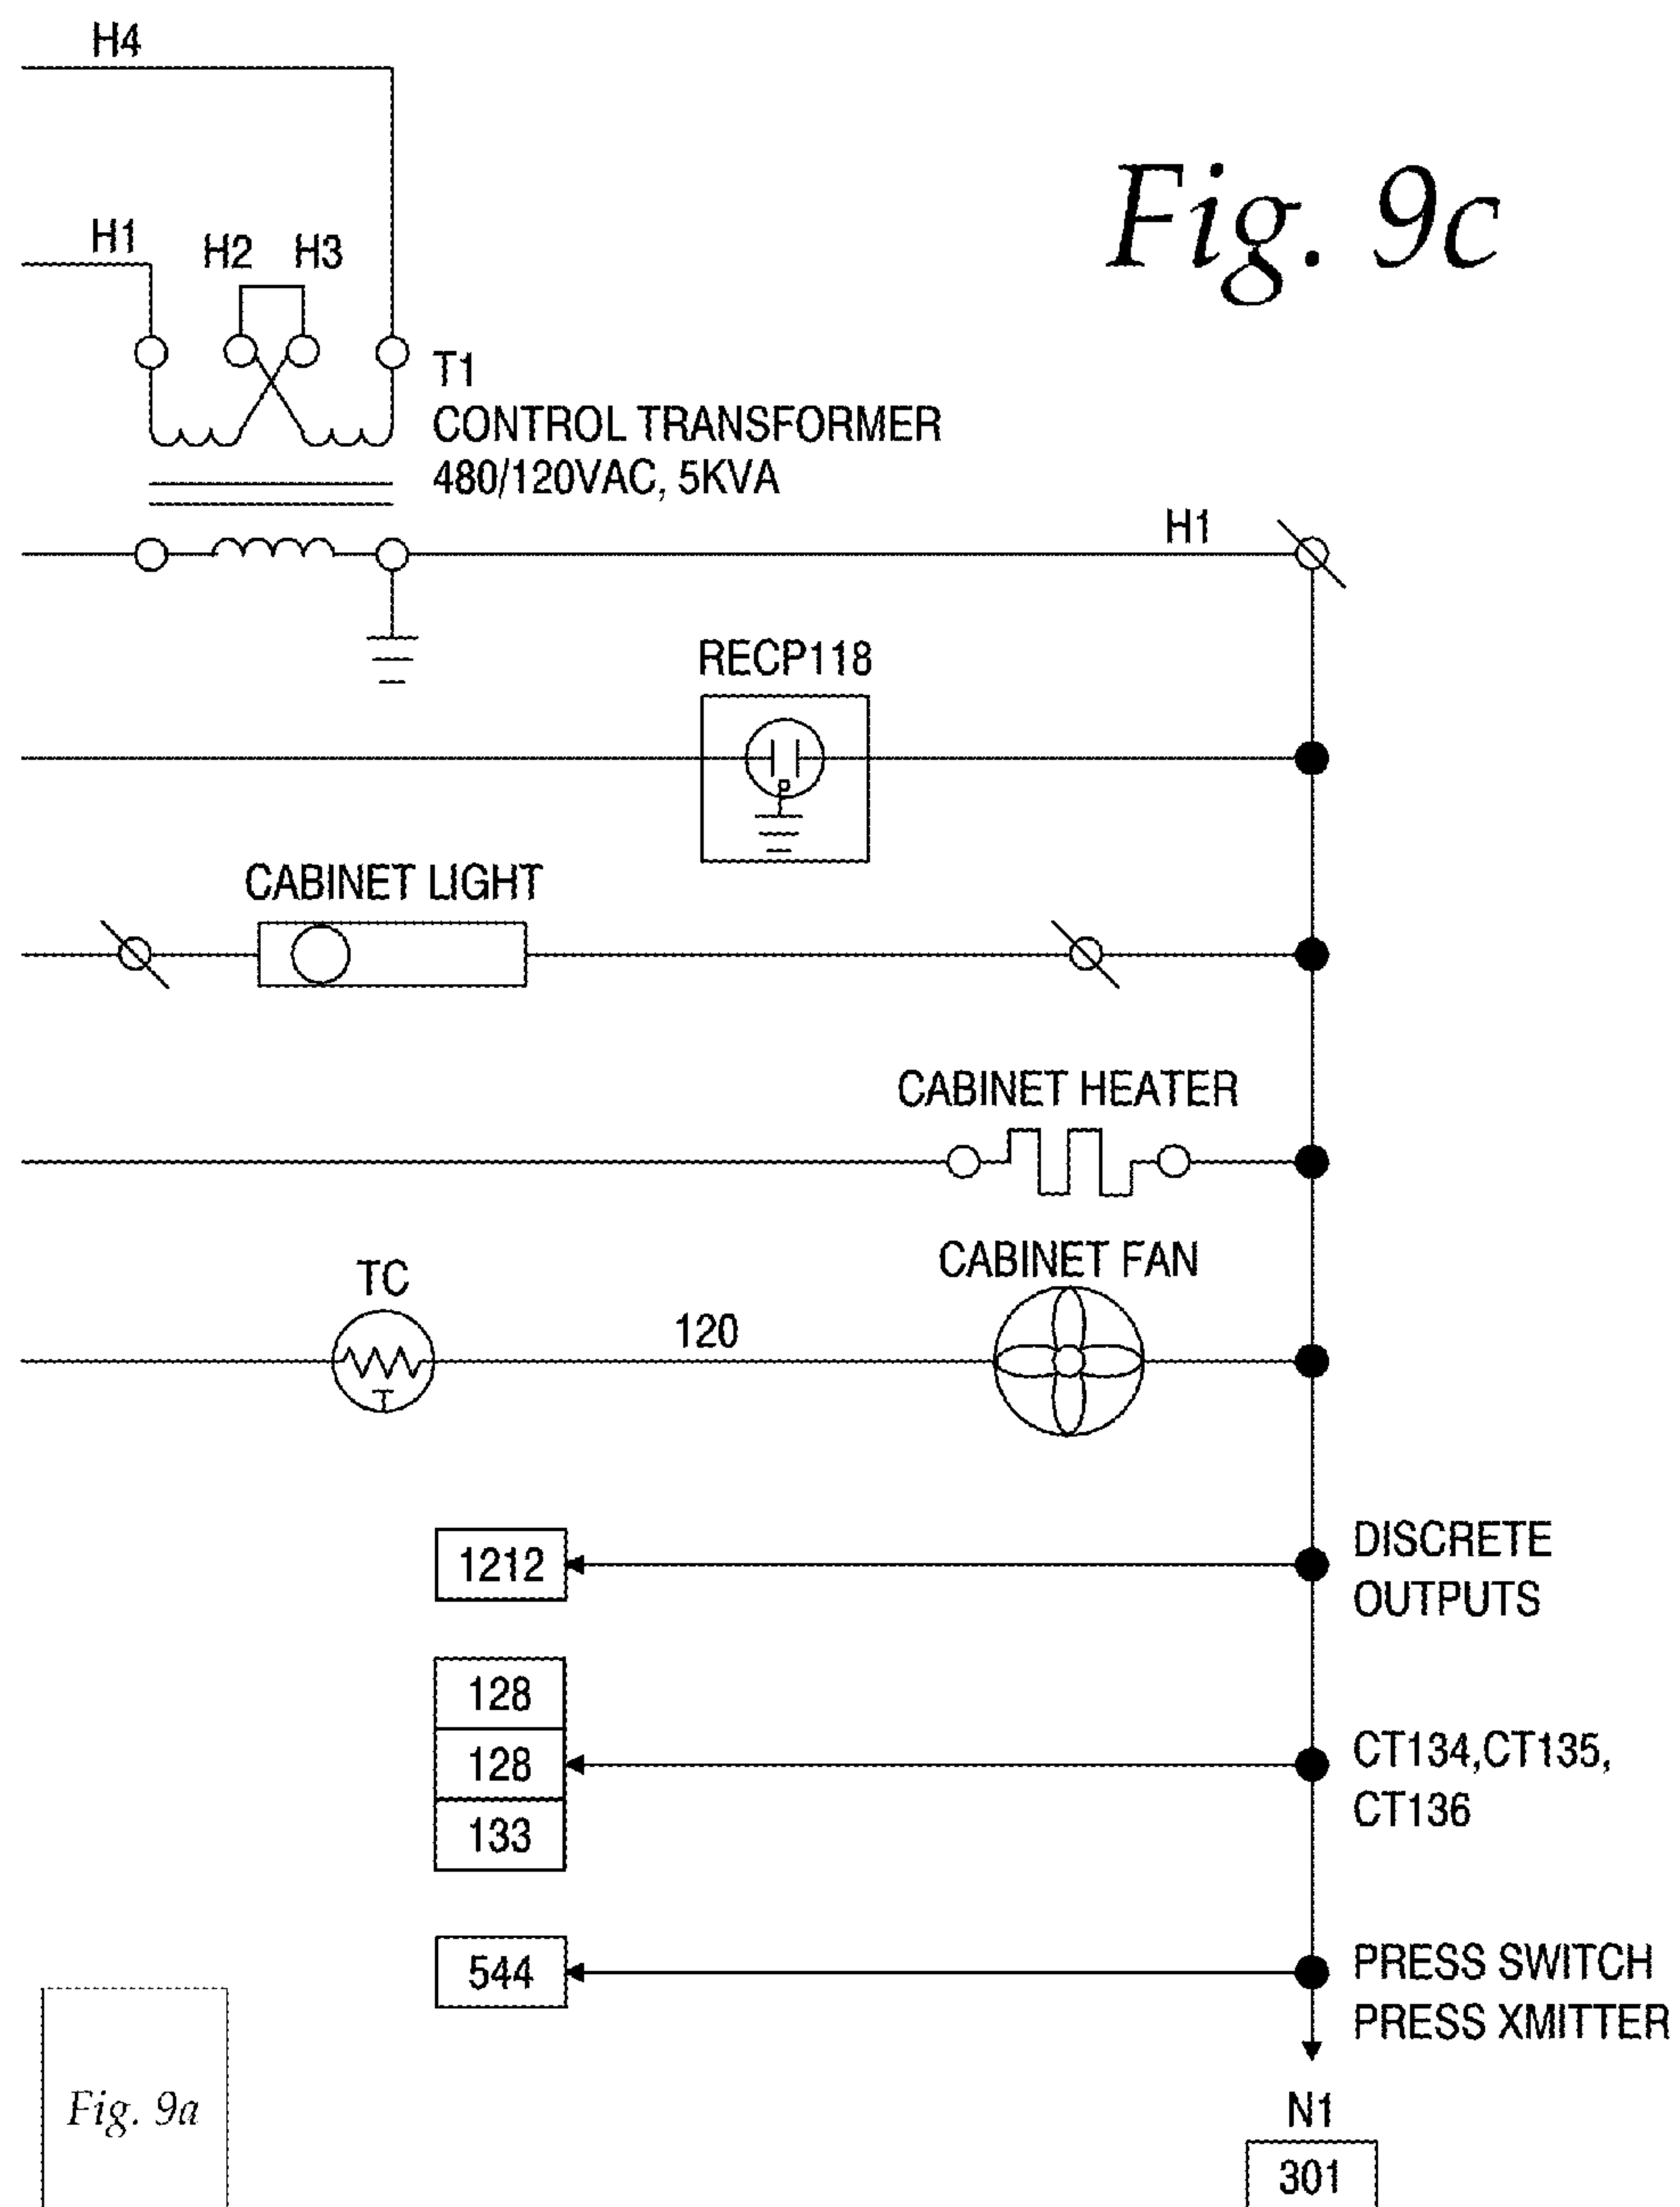 H4
Fig. 9c
H1
H2
H3
T1
CONTROL TRANSFORMER
480/120VAC, 5KVA
H1
RECP118
CABINET LIGHT
CABINET HEATER
CABINET FAN
TC
T
120
1212
DISCRETE
OUTPUTS
128
128
133
CT134,CT135,
CT136
544
PRESS SWITCH
PRESS XMITTER
Fig. 9a
N1
301